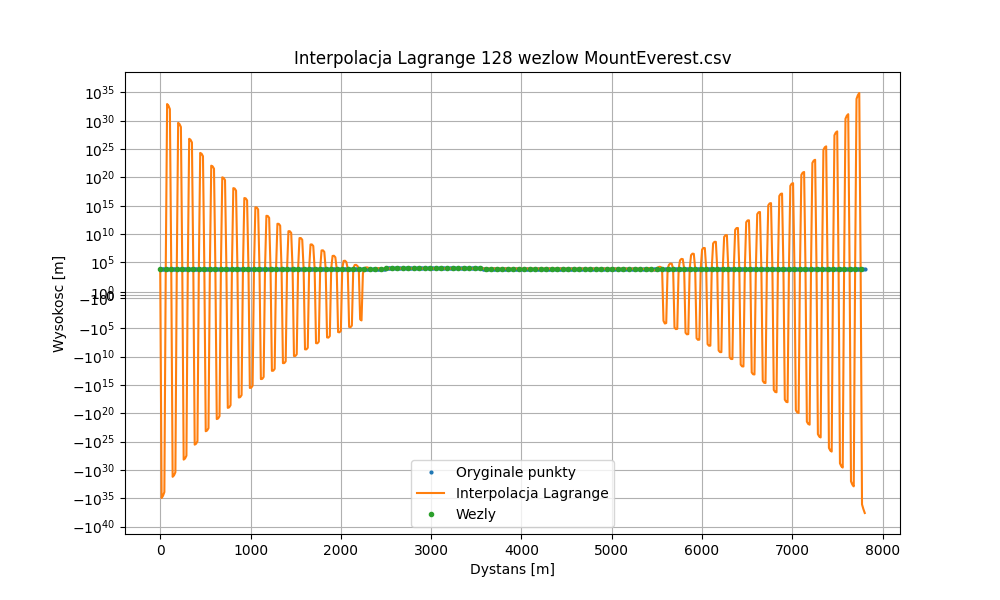 Interpolacja Lagrange 128 wezlow MountEverest.csv
Wysokosc [m]
10^35
10^30
10^25
10^20
10^15
10^10
10^5
10^0
0
−10^0
−10^5
−10^10
−10^15
−10^20
−10^25
−10^30
−10^35
−10^40
Oryginale punkty
Interpolacja Lagrange
Wezly
0 1000 2000 3000 4000 5000 6000 7000 8000
Dystans [m]